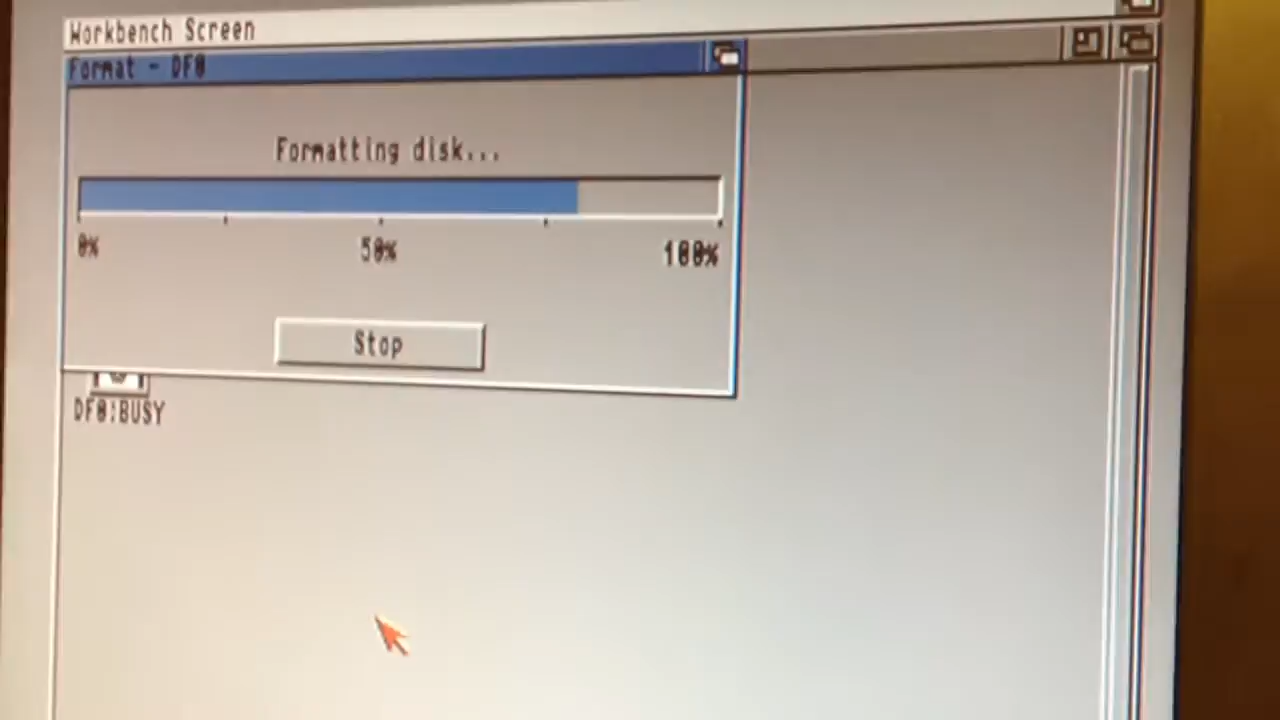 Workbench Screen
Format - DF0
Formatting disk...
0%
50%
100%
Stop
DF0:BUSY